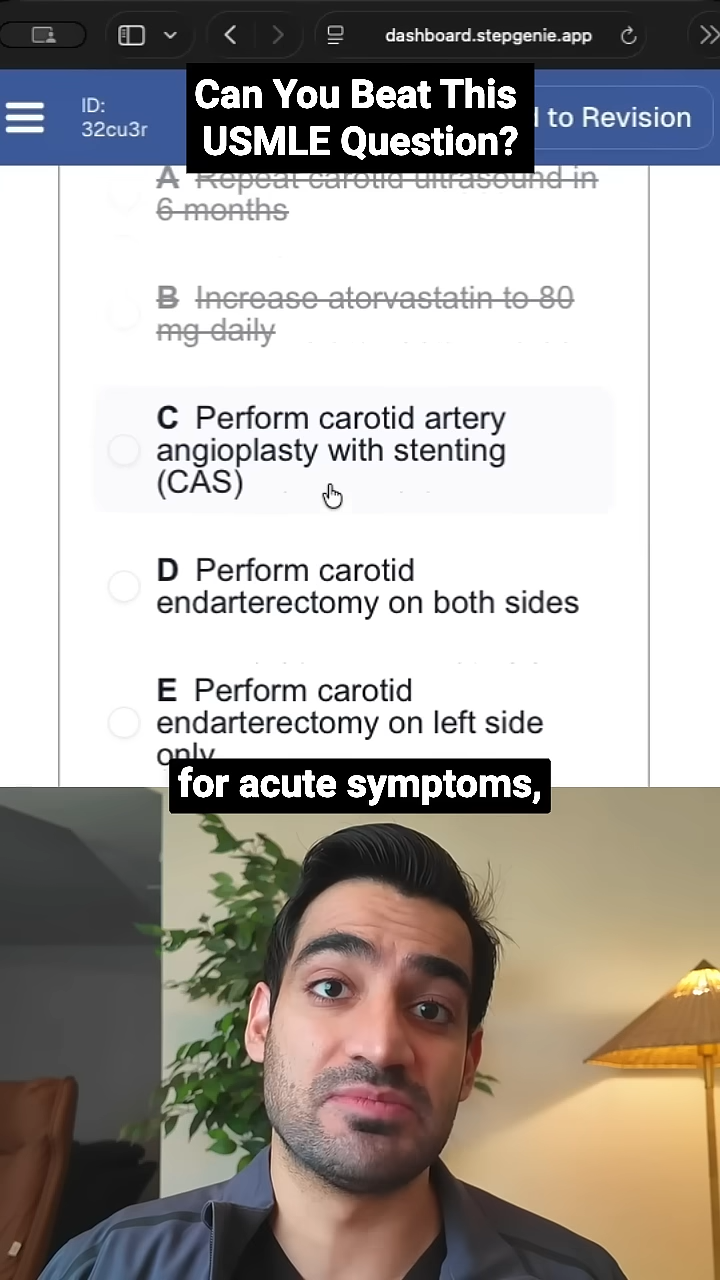 dashboard.stepgenie.app
Can You Beat This
USMLE Question?
ID:
32cu3r
to Revision
A Repeat carotid ultrasound in
6 months
B Increase atorvastatin to 80
mg daily
C Perform carotid artery
angioplasty with stenting
(CAS)
D Perform carotid
endarterectomy on both sides
E Perform carotid
endarterectomy on left side
only
for acute symptoms,